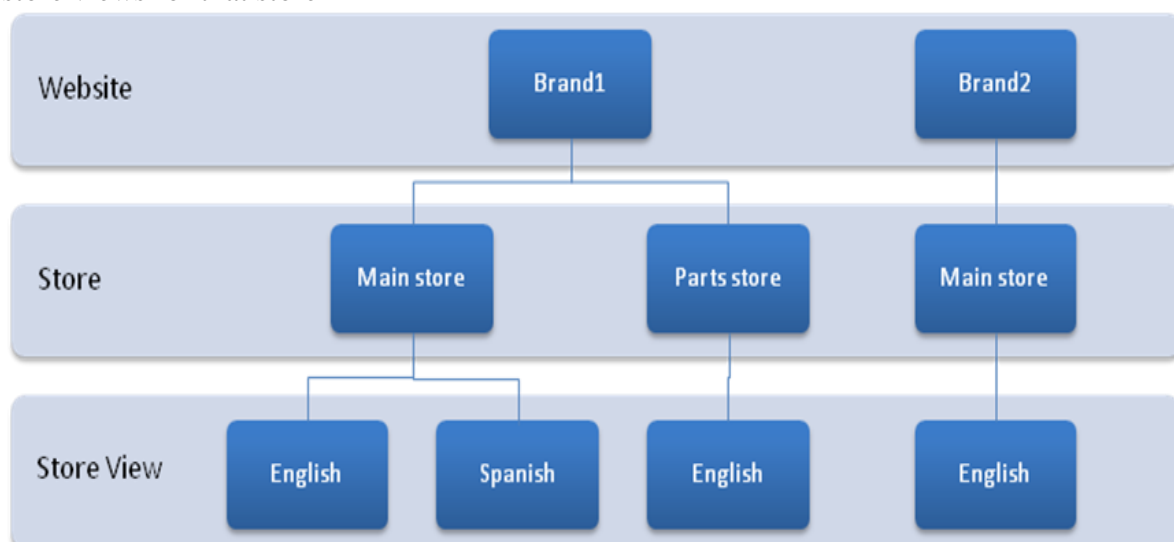 Website
Brand1
Brand2
Store
Main store
Parts store
Main store
Store View
English
Spanish
English
English